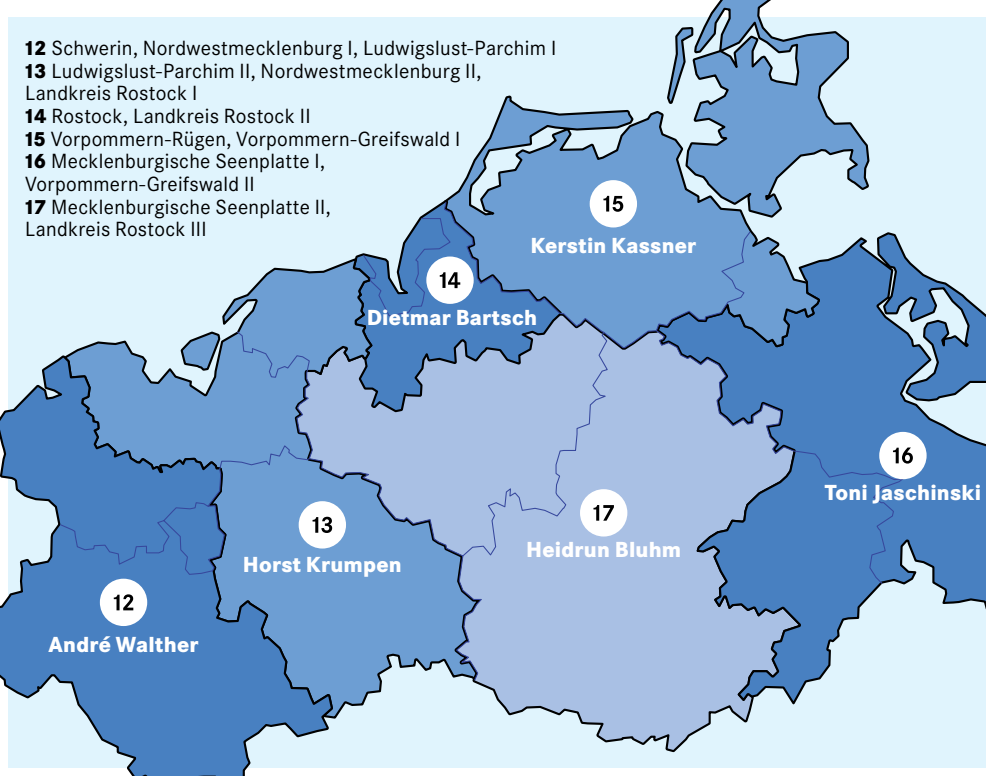 12 Schwerin, Nordwestmecklenburg I, Ludwigslust-Parchim I
13 Ludwigslust-Parchim II, Nordwestmecklenburg II,
Landkreis Rostock I
14 Rostock, Landkreis Rostock II
15 Vorpommern-Rügen, Vorpommern-Greifswald I
16 Mecklenburgische Seenplatte I,
Vorpommern-Greifswald II
17 Mecklenburgische Seenplatte II,
Landkreis Rostock III
15
Kerstin Kassner
14
Dietmar Bartsch
16
Toni Jaschinski
17
Heidrun Bluhm
13
Horst Krumpen
12
André Walther